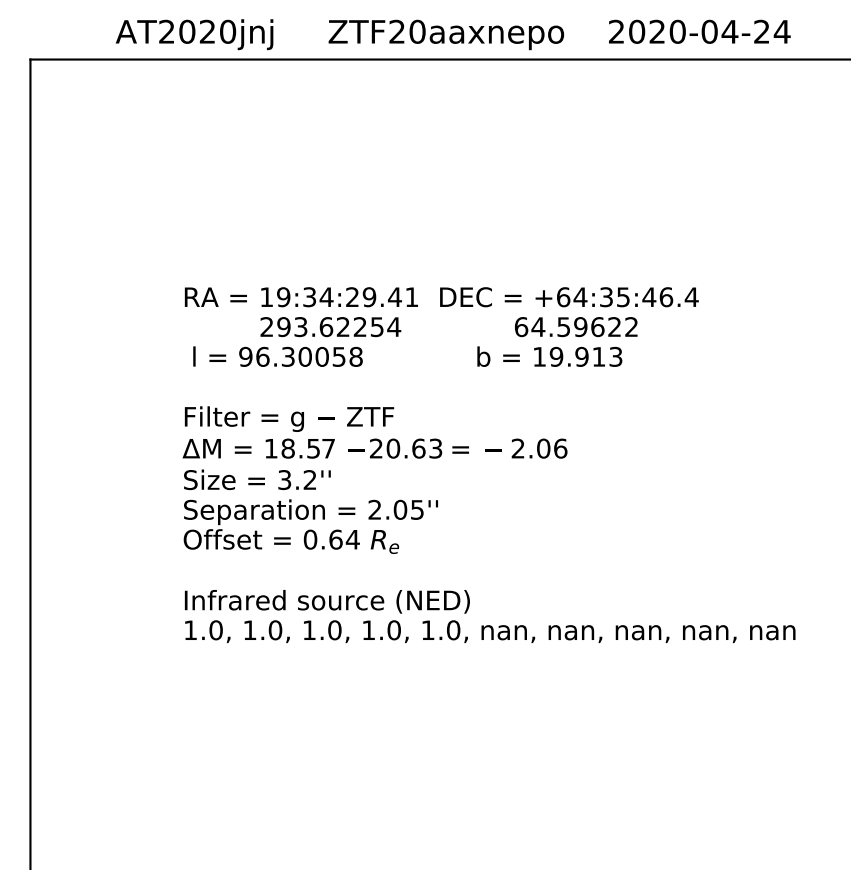 AT2020jnj ZTF20aaxnepo 2020-04-24
RA = 19:34:29.41 DEC = +64:35:46.4
293.62254 64.59622
l = 96.30058 b = 19.913
Filter = g − ZTF
ΔM = 18.57 −20.63 = − 2.06
Size = 3.2''
Separation = 2.05''
Offset = 0.64 Re
Infrared source (NED)
1.0, 1.0, 1.0, 1.0, 1.0, nan, nan, nan, nan, nan